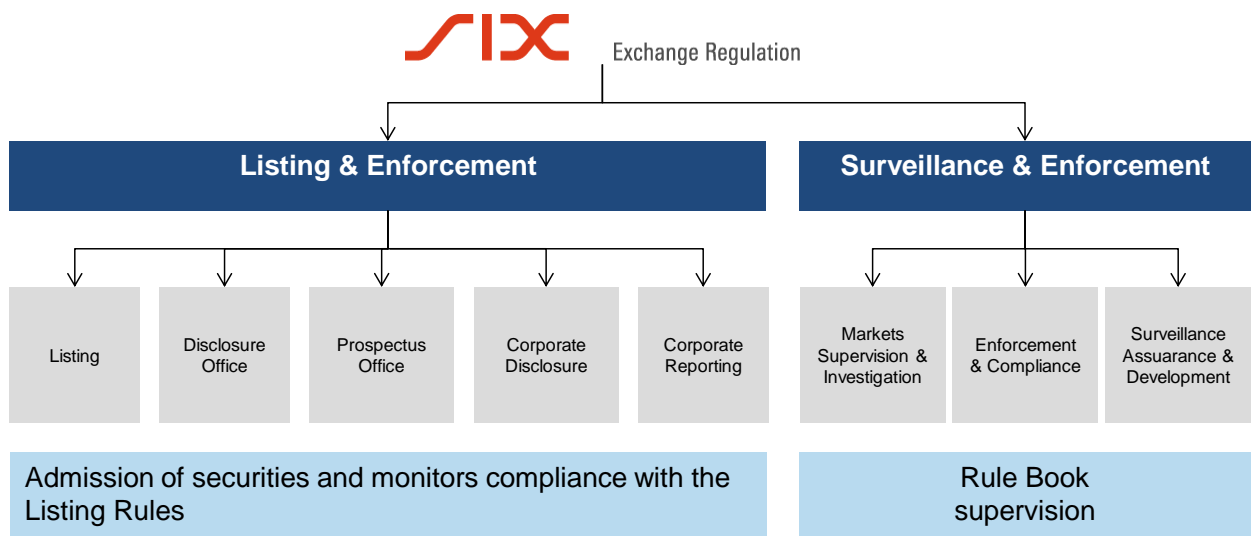 SIX Exchange Regulation
Listing & Enforcement
Surveillance & Enforcement
Listing
Disclosure
Office
Prospectus
Office
Corporate
Disclosure
Corporate
Reporting
Markets
Supervision &
Investigation
Enforcement
& Compliance
Surveillance
Assuarance &
Development
Admission of securities and monitors compliance with the
Listing Rules
Rule Book
supervision